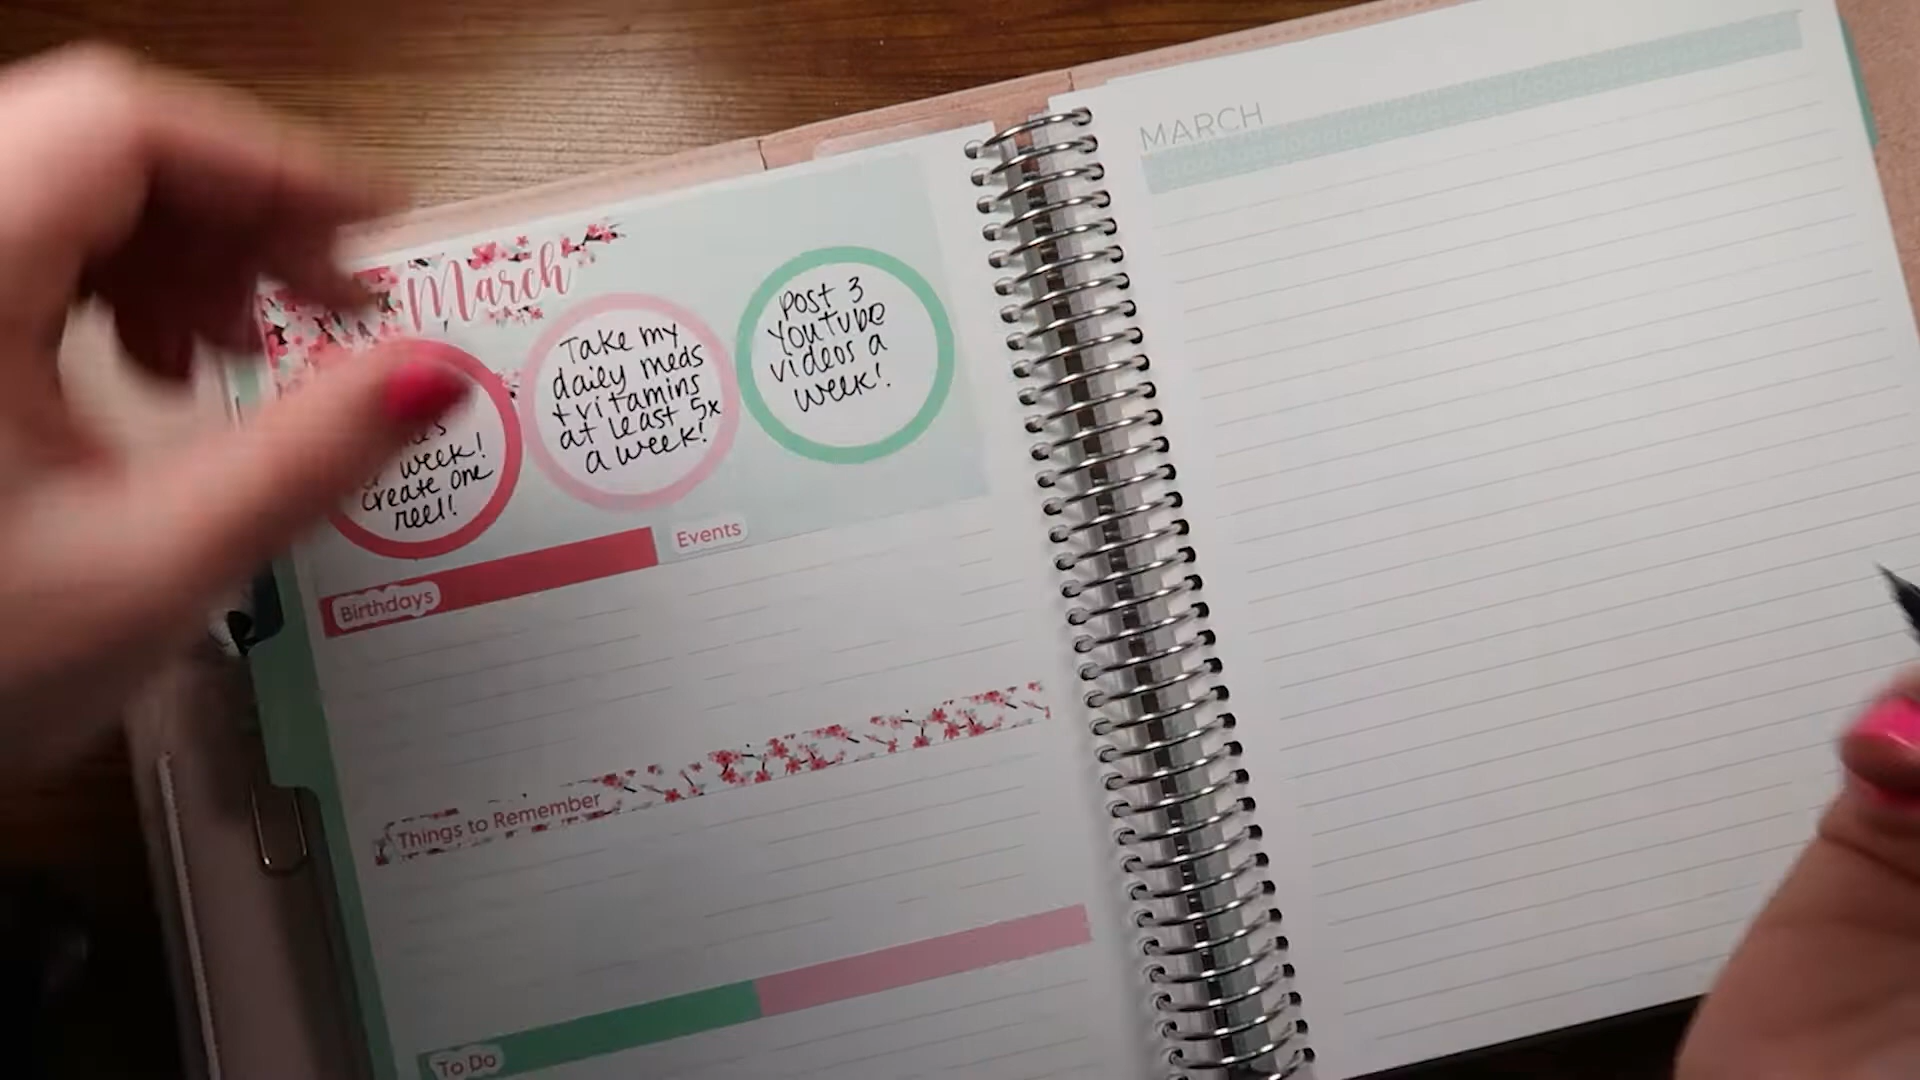 MARCH
March
week!
create one
reel!
Take my
daily meds
+vitamins
at least 5x
a week!
Post 3
YouTube
videos a
week!
Events
Birthdays
Things to Remember
To Do